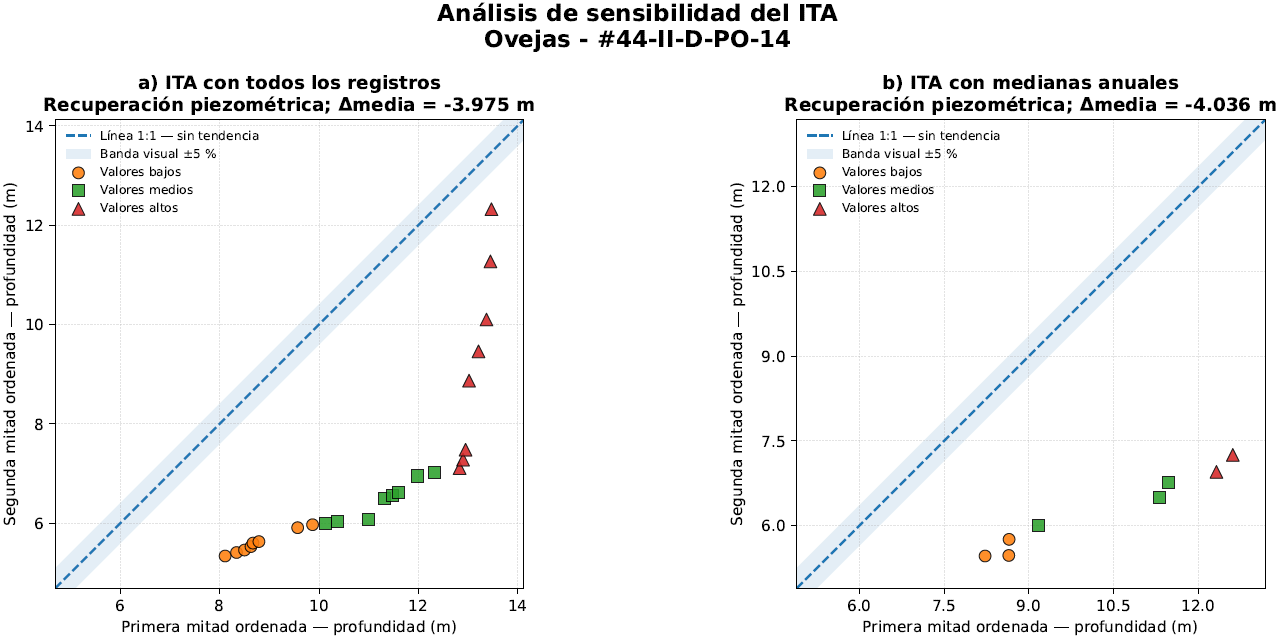 Análisis de sensibilidad del ITA
Ovejas - #44-II-D-PO-14
a) ITA con todos los registros
Recuperación piezométrica; Δmedia = -3.975 m
Línea 1:1 — sin tendencia
Banda visual ±5 %
Valores bajos
Valores medios
Valores altos
Segunda mitad ordenada — profundidad (m)
14
12
10
8
6
6
8
10
12
14
Primera mitad ordenada — profundidad (m)
b) ITA con medianas anuales
Recuperación piezométrica; Δmedia = -4.036 m
Línea 1:1 — sin tendencia
Banda visual ±5 %
Valores bajos
Valores medios
Valores altos
Segunda mitad ordenada — profundidad (m)
12.0
10.5
9.0
7.5
6.0
6.0
7.5
9.0
10.5
12.0
Primera mitad ordenada — profundidad (m)